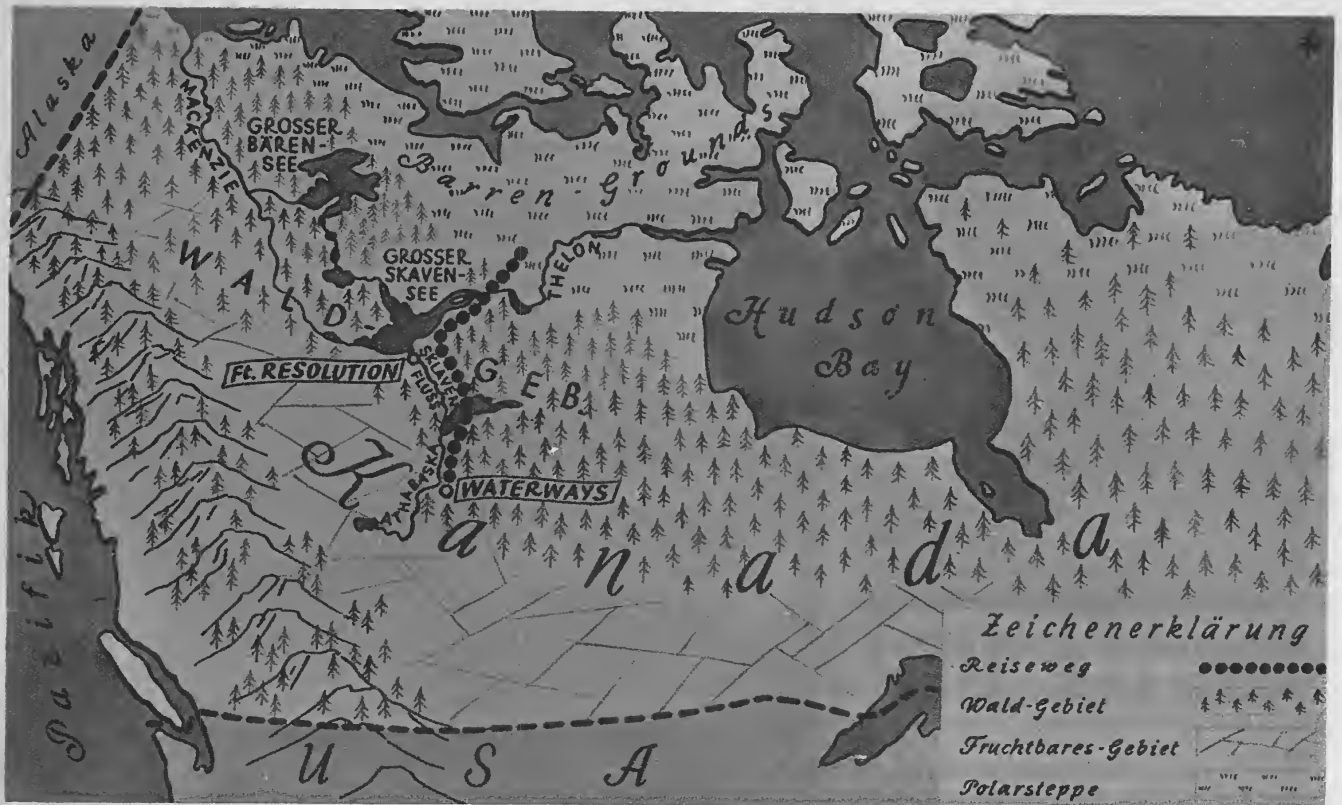 Alaska
MACKENZIE
GROSSER
BÄREN-
SEE
Barren-Grounds
WALD-GEB.
GROSSER
SKAVEN-
SEE
THELON
Hudson
Bay
Ft. RESOLUTION
SKLAVEN
FLUSS
ATHABTSKA
WATERWAYS
Kanada
Pazifik
USA
Zeichenerklärung
Reiseweg
Wald-Gebiet
Fruchtbares-Gebiet
Polarsteppe